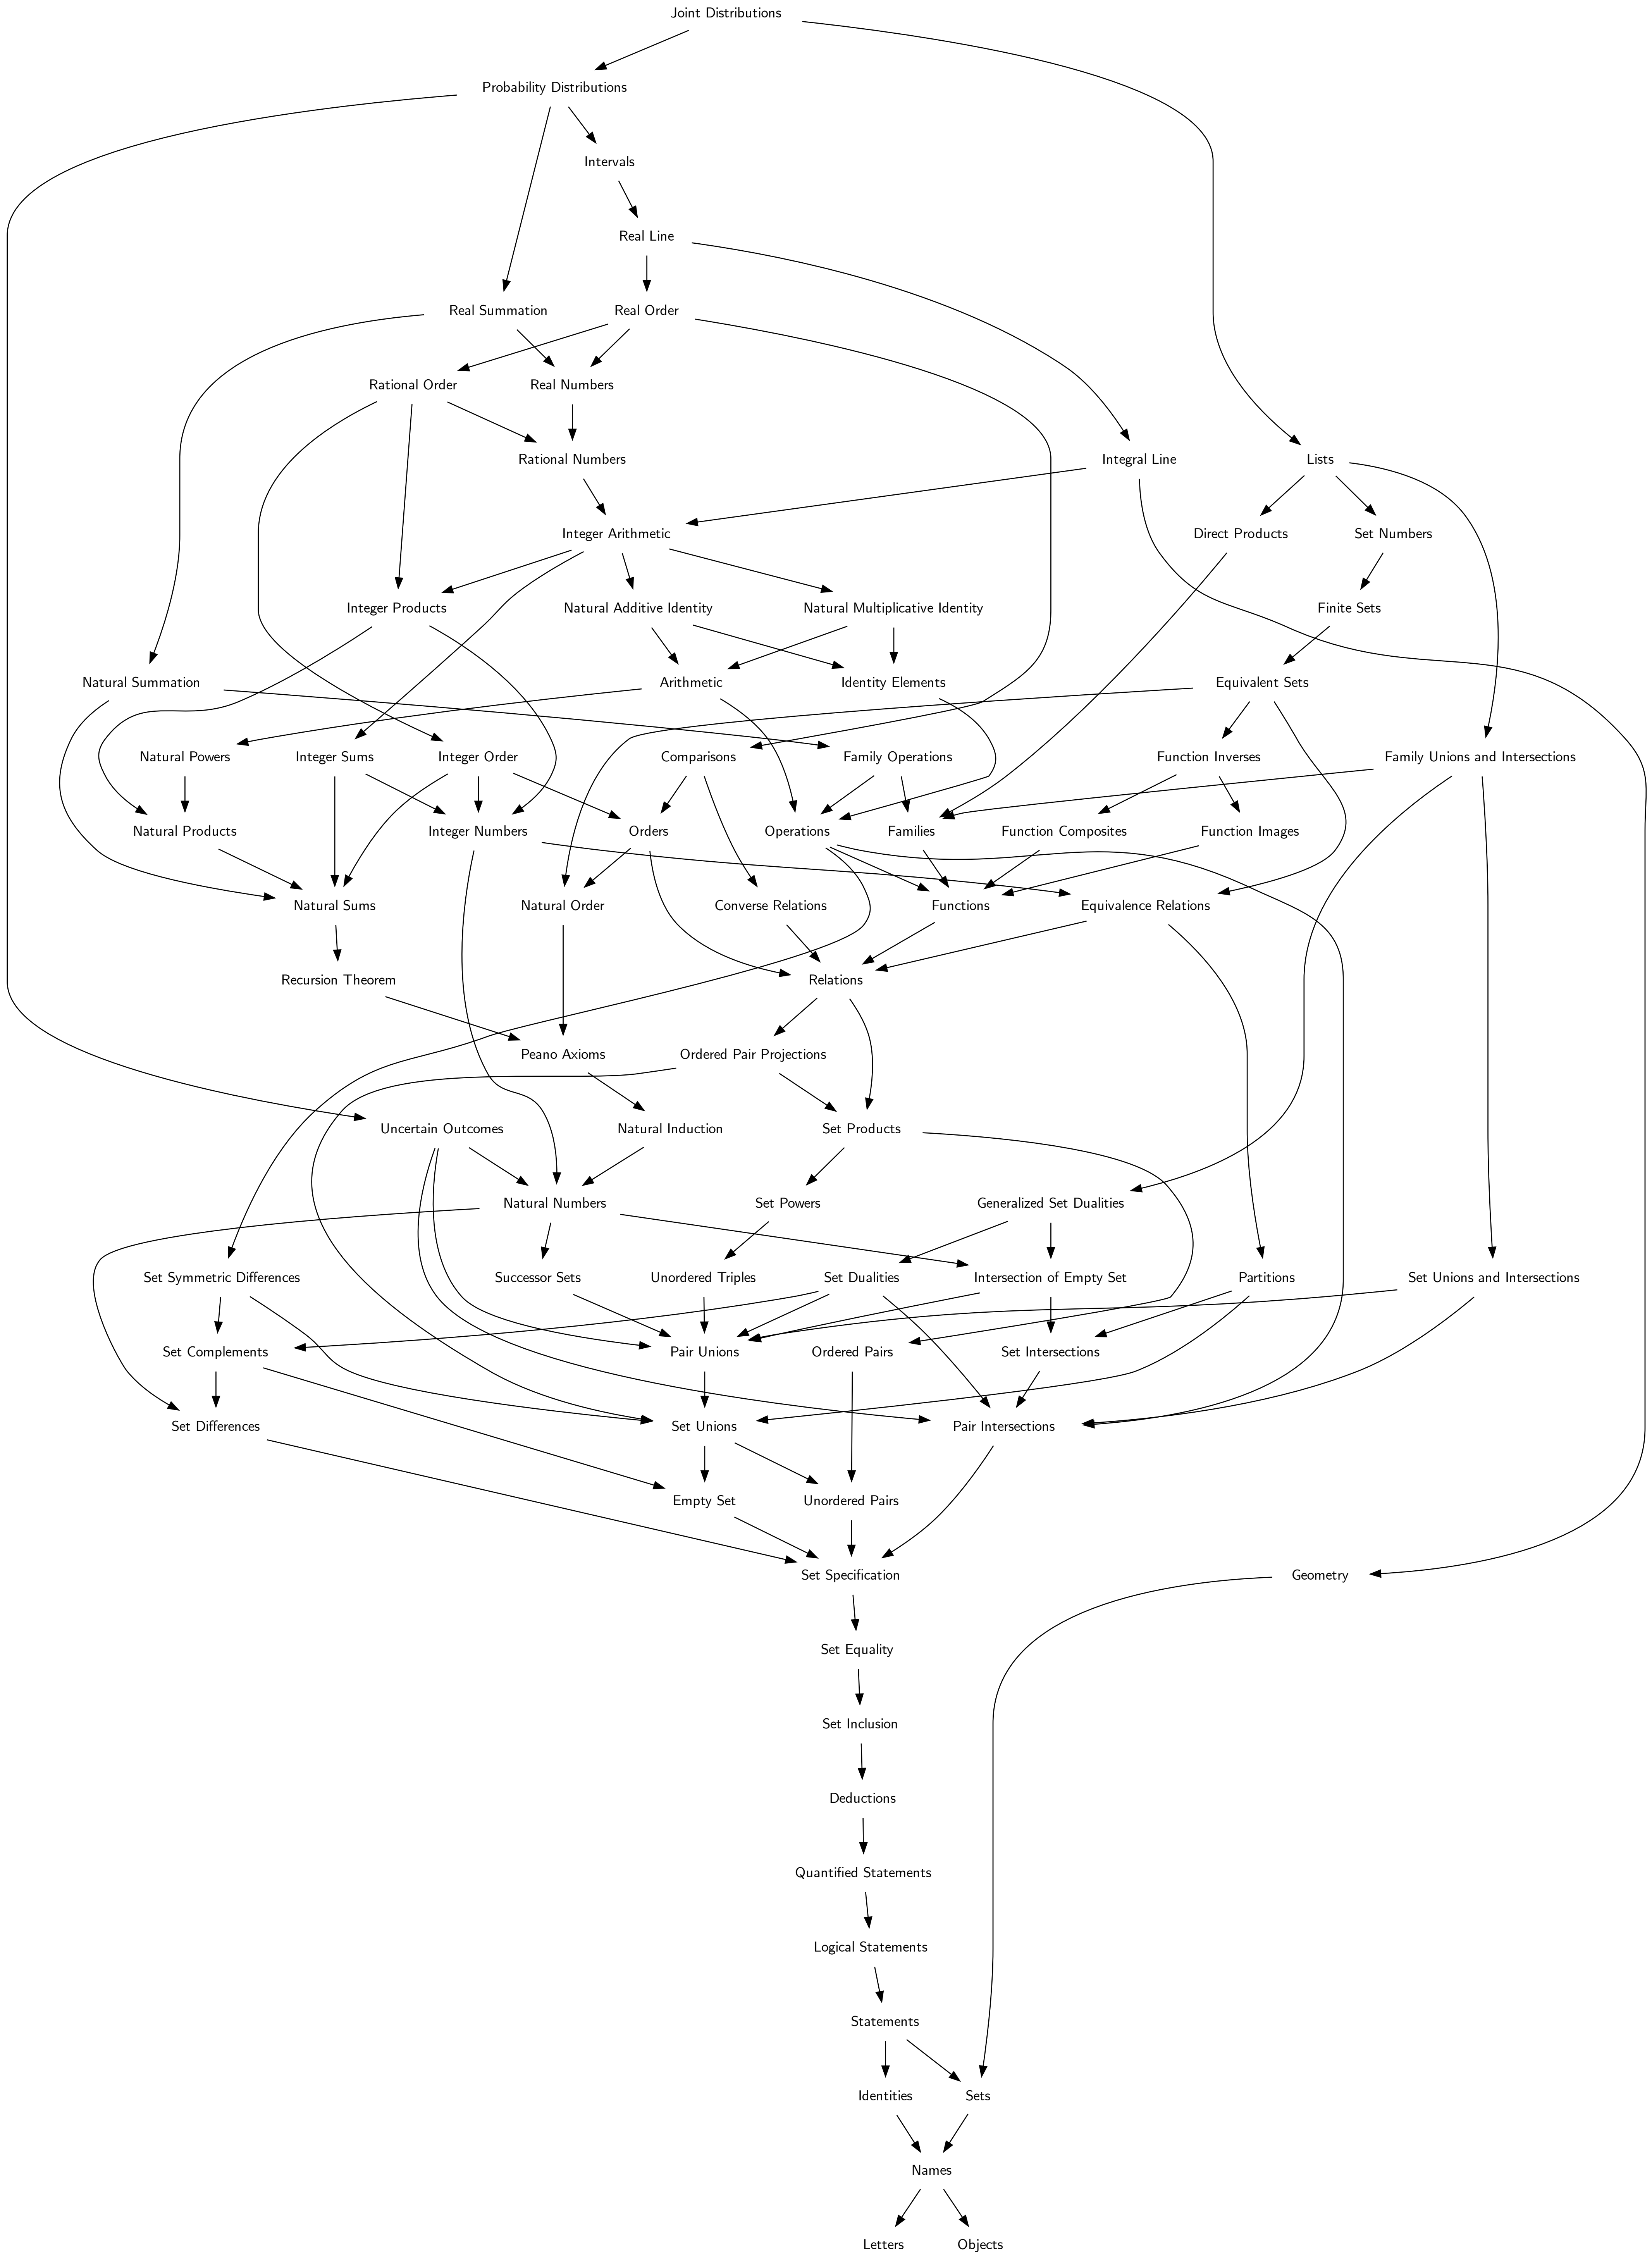 Joint Distributions
Probability Distributions
Intervals
Real Line
Real Summation
Real Order
Rational Order
Real Numbers
Rational Numbers
Integral Line
Lists
Integer Arithmetic
Direct Products
Set Numbers
Integer Products
Natural Additive Identity
Natural Multiplicative Identity
Finite Sets
Natural Summation
Arithmetic
Identity Elements
Equivalent Sets
Natural Powers
Integer Sums
Integer Order
Comparisons
Family Operations
Function Inverses
Family Unions and Intersections
Natural Products
Integer Numbers
Orders
Operations
Families
Function Composites
Function Images
Natural Sums
Natural Order
Converse Relations
Functions
Equivalence Relations
Recursion Theorem
Relations
Peano Axioms
Ordered Pair Projections
Uncertain Outcomes
Natural Induction
Set Products
Natural Numbers
Set Powers
Generalized Set Dualities
Set Symmetric Differences
Successor Sets
Unordered Triples
Set Dualities
Intersection of Empty Set
Partitions
Set Unions and Intersections
Set Complements
Pair Unions
Ordered Pairs
Set Intersections
Set Differences
Set Unions
Pair Intersections
Empty Set
Unordered Pairs
Set Specification
Geometry
Set Equality
Set Inclusion
Deductions
Quantified Statements
Logical Statements
Statements
Identities
Sets
Names
Letters
Objects